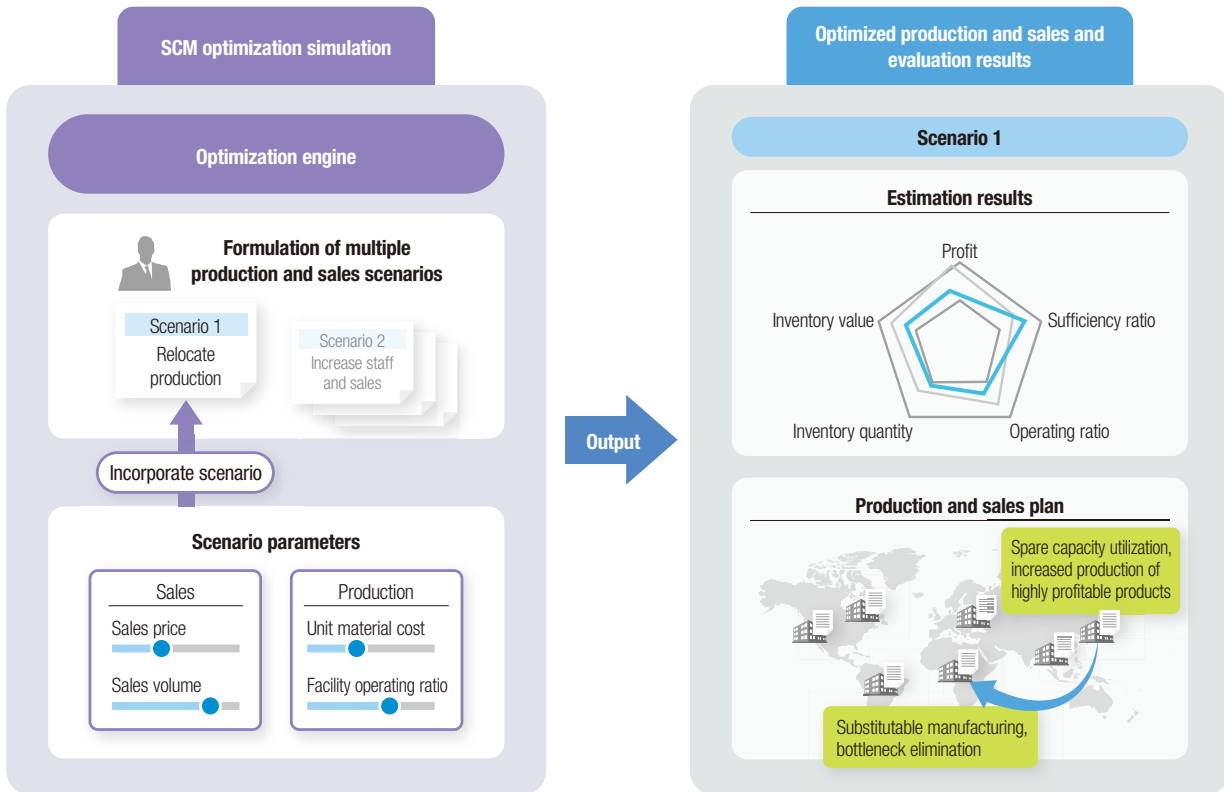 SCM optimization simulation
Optimization engine
Formulation of multiple
production and sales scenarios
Scenario 1
Relocate
production
Scenario 2
Increase staff
and sales
Incorporate scenario
Scenario parameters
Sales
Sales price
Sales volume
Production
Unit material cost
Facility operating ratio
Output
Optimized production and sales and
evaluation results
Scenario 1
Estimation results
Profit
Inventory value
Sufficiency ratio
Inventory quantity
Operating ratio
Production and sales plan
Spare capacity utilization,
increased production of
highly profitable products
Substitutable manufacturing,
bottleneck elimination